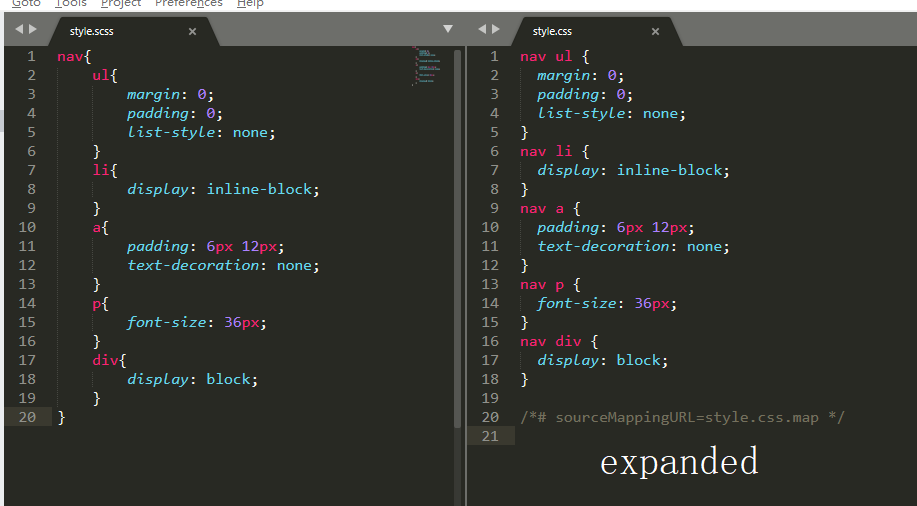 Goto Tools Project Preferences Help
style.scss
1 nav{
2 ul{
3 margin: 0;
4 padding: 0;
5 list-style: none;
6 }
7 li{
8 display: inline-block;
9 }
10 a{
11 padding: 6px 12px;
12 text-decoration: none;
13 }
14 p{
15 font-size: 36px;
16 }
17 div{
18 display: block;
19 }
20 }
style.css
1 nav ul {
2 margin: 0;
3 padding: 0;
4 list-style: none;
5 }
6 nav li {
7 display: inline-block;
8 }
9 nav a {
10 padding: 6px 12px;
11 text-decoration: none;
12 }
13 nav p {
14 font-size: 36px;
15 }
16 nav div {
17 display: block;
18 }
19
20 /*# sourceMappingURL=style.css.map */
21
expanded